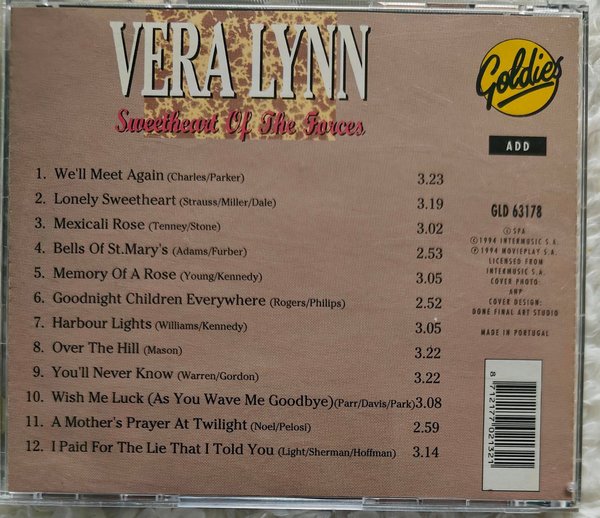 VERA LYNN
Sweetheart Of The Forces
Goldies
ADD
1. We'll Meet Again (Charles/Parker) 3.23
2. Lonely Sweetheart (Strauss/Miller/Dale) 3.19
3. Mexicali Rose (Tenney/Stone) 3.02
4. Bells Of St.Mary's (Adams/Furber) 2.53
5. Memory Of A Rose (Young/Kennedy) 3.05
6. Goodnight Children Everywhere (Rogers/Philips) 2.52
7. Harbour Lights (Williams/Kennedy) 3.05
8. Over The Hill (Mason) 3.22
9. You'll Never Know (Warren/Gordon) 3.22
10. Wish Me Luck (As You Wave Me Goodbye)(Parr/Davis/Park) 3.08
11. A Mother's Prayer At Twilight (Noel/Pelosi) 2.59
12. I Paid For The Lie That I Told You (Light/Sherman/Hoffman) 3.14
GLD 63178
Ⓒ SPA
Ⓒ 1994 INTERMUSIC S.A.
Ⓟ 1994 MOVIEPLAY S.A.
LICENSED FROM
INTERMUSIC S.A.
COVER PHOTO:
ANP
COVER DESIGN:
DONE FINAL ART STUDIO
MADE IN PORTUGAL
8 712177 021321